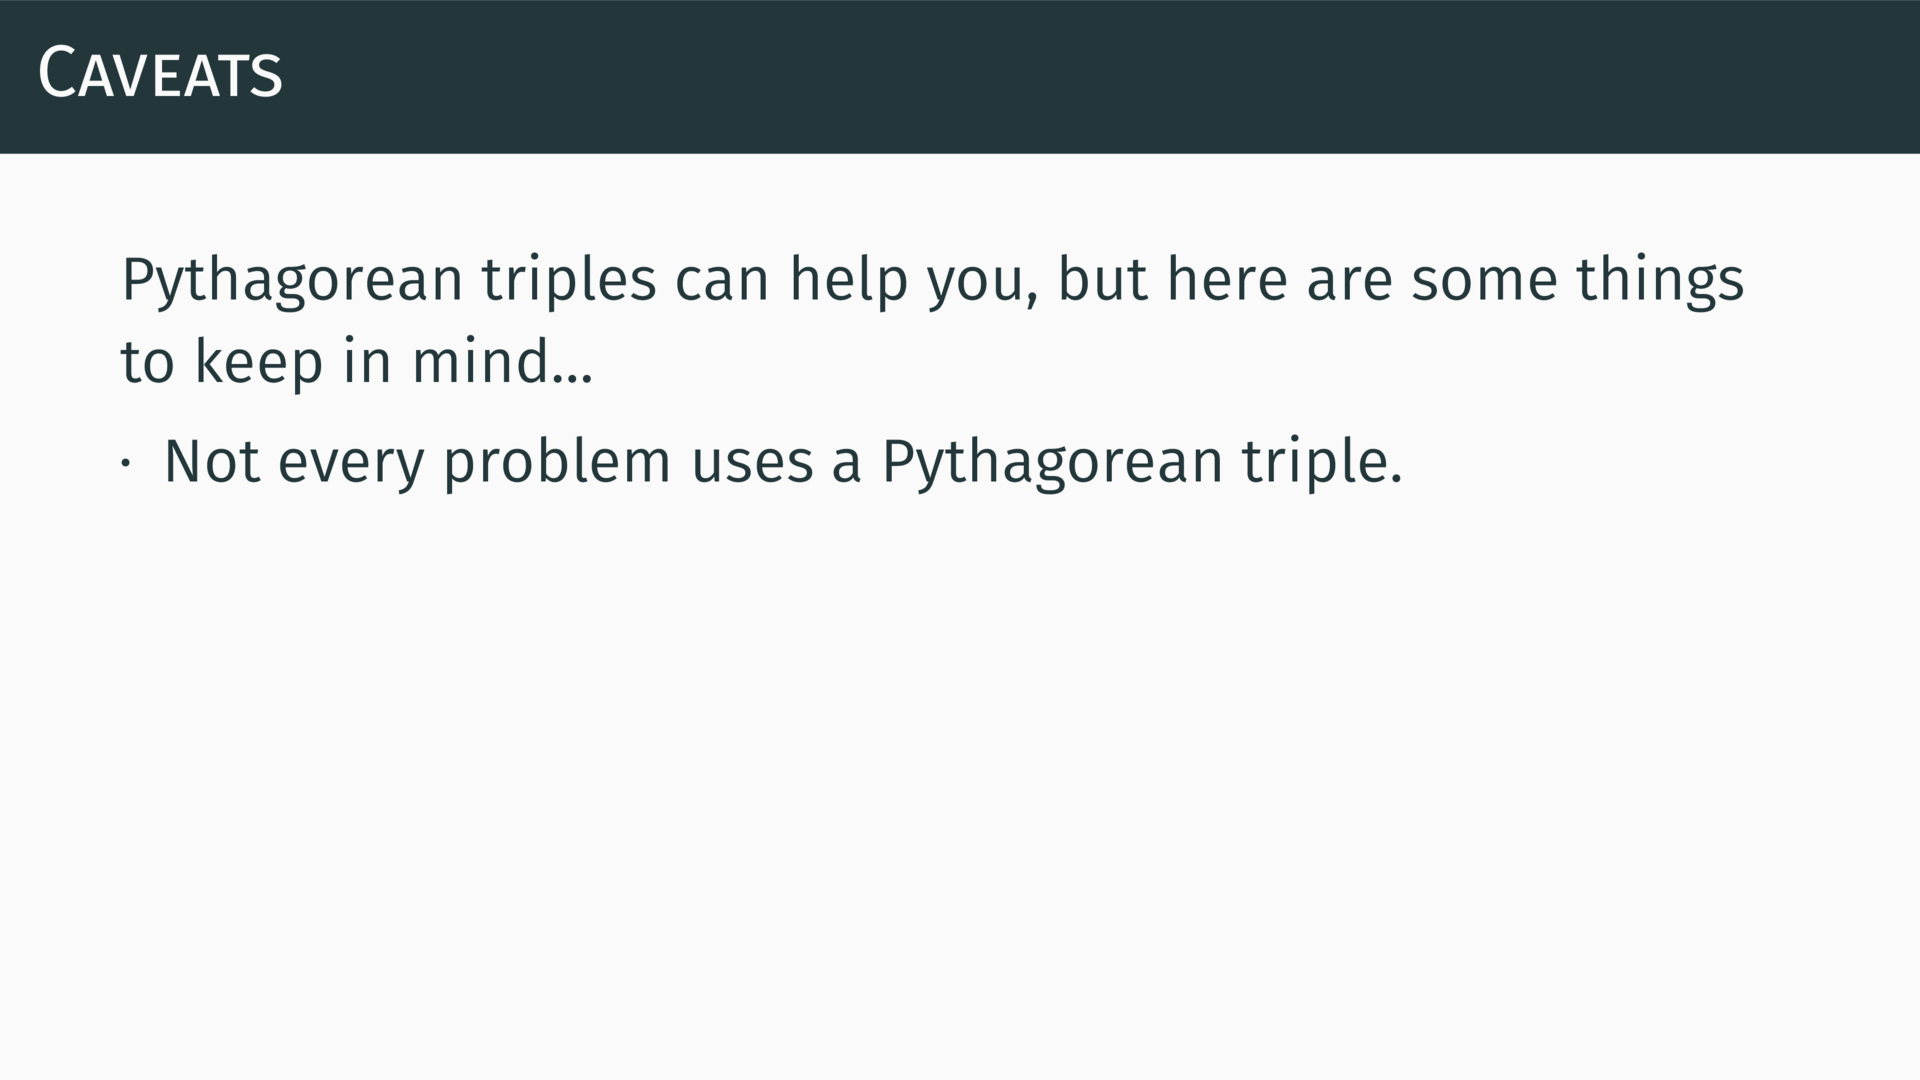 Caveats
Pythagorean triples can help you, but here are some things
to keep in mind...
· Not every problem uses a Pythagorean triple.